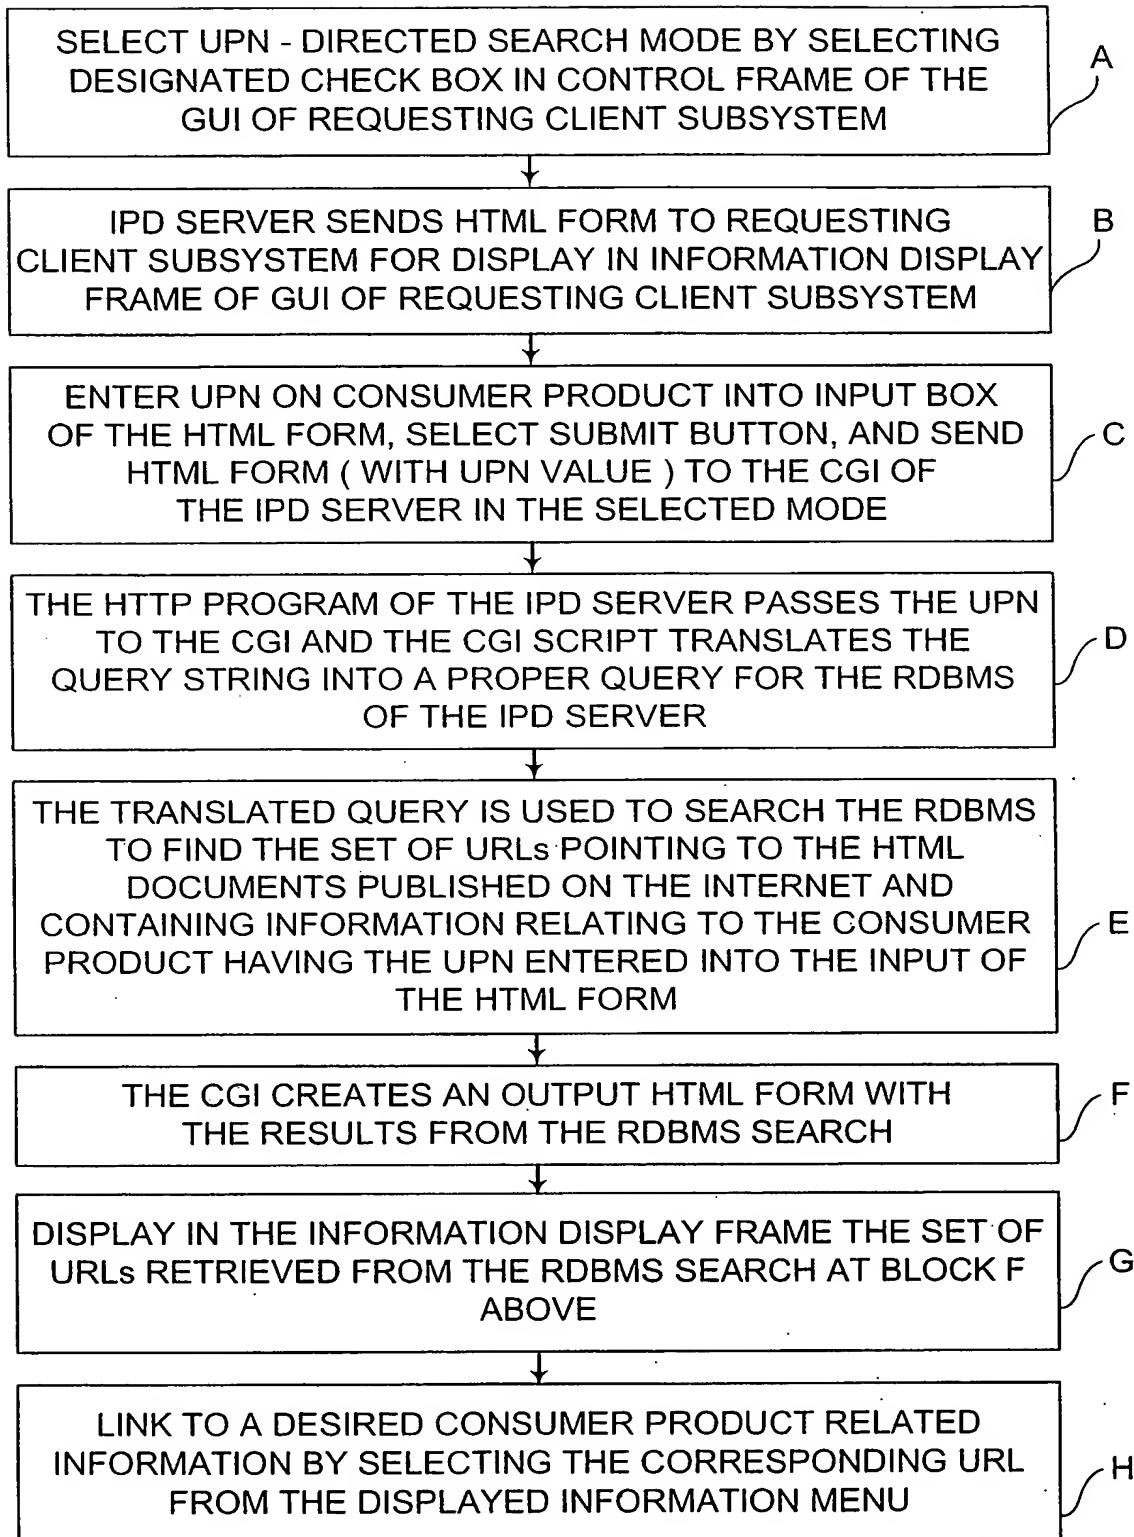 SELECT UPN - DIRECTED SEARCH MODE BY SELECTING
DESIGNATED CHECK BOX IN CONTROL FRAME OF THE
GUI OF REQUESTING CLIENT SUBSYSTEM
A
IPD SERVER SENDS HTML FORM TO REQUESTING
CLIENT SUBSYSTEM FOR DISPLAY IN INFORMATION DISPLAY
FRAME OF GUI OF REQUESTING CLIENT SUBSYSTEM
B
ENTER UPN ON CONSUMER PRODUCT INTO INPUT BOX
OF THE HTML FORM, SELECT SUBMIT BUTTON, AND SEND
HTML FORM ( WITH UPN VALUE ) TO THE CGI OF
THE IPD SERVER IN THE SELECTED MODE
C
THE HTTP PROGRAM OF THE IPD SERVER PASSES THE UPN
TO THE CGI AND THE CGI SCRIPT TRANSLATES THE
QUERY STRING INTO A PROPER QUERY FOR THE RDBMS
OF THE IPD SERVER
D
THE TRANSLATED QUERY IS USED TO SEARCH THE RDBMS
TO FIND THE SET OF URLs POINTING TO THE HTML
DOCUMENTS PUBLISHED ON THE INTERNET AND
CONTAINING INFORMATION RELATING TO THE CONSUMER
PRODUCT HAVING THE UPN ENTERED INTO THE INPUT OF
THE HTML FORM
E
THE CGI CREATES AN OUTPUT HTML FORM WITH
THE RESULTS FROM THE RDBMS SEARCH
F
DISPLAY IN THE INFORMATION DISPLAY FRAME THE SET OF
URLs RETRIEVED FROM THE RDBMS SEARCH AT BLOCK F
ABOVE
G
LINK TO A DESIRED CONSUMER PRODUCT RELATED
INFORMATION BY SELECTING THE CORRESPONDING URL
FROM THE DISPLAYED INFORMATION MENU
H